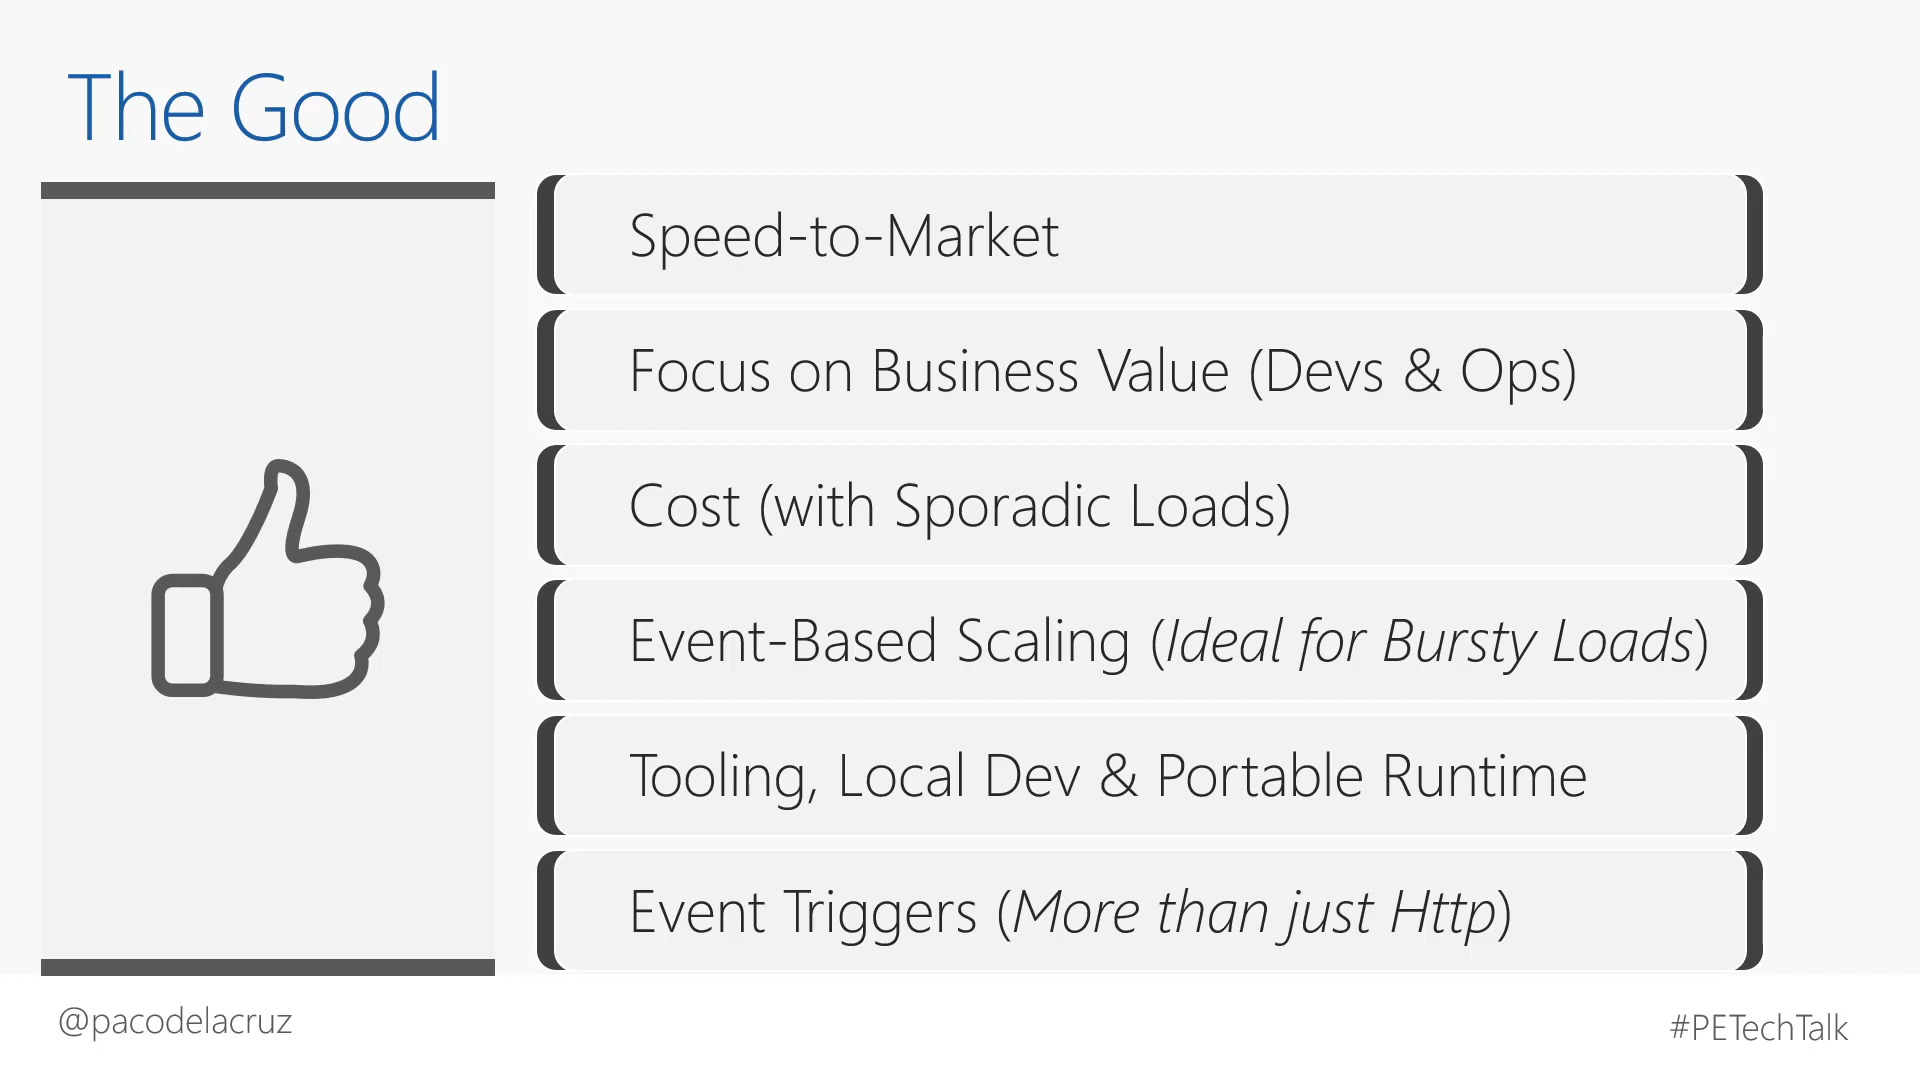 The Good
Speed-to-Market
Focus on Business Value (Devs & Ops)
Cost (with Sporadic Loads)
Event-Based Scaling (Ideal for Bursty Loads)
Tooling, Local Dev & Portable Runtime
Event Triggers (More than just Http)
@pacodelacruz
#PETechTalk